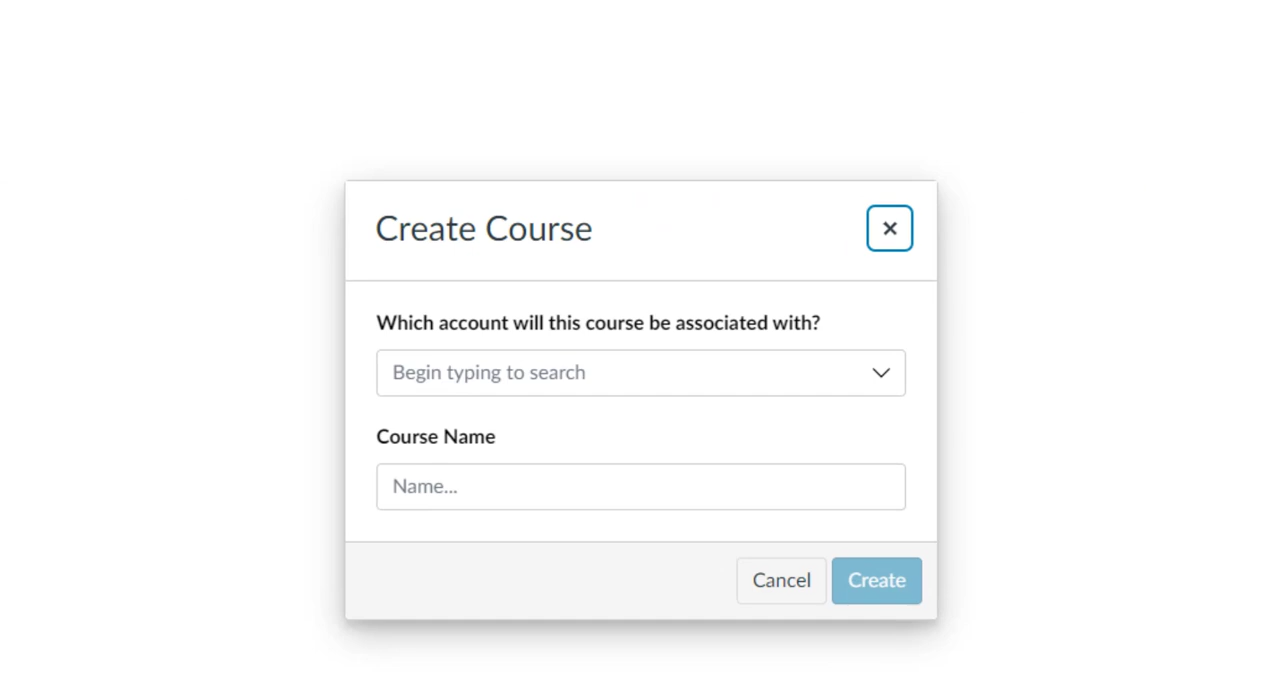 Create Course
Which account will this course be associated with?
Begin typing to search
Course Name
Name...
Cancel Create